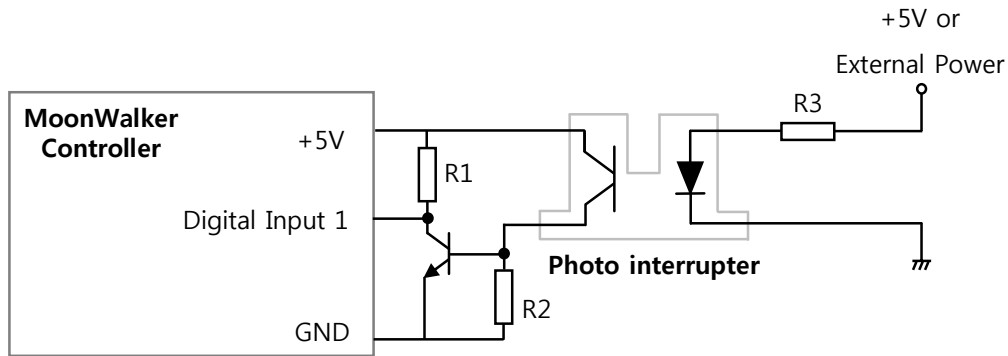 +5V or
External Power
MoonWalker
Controller
+5V
R3
R1
Digital Input 1
Photo interrupter
R2
GND